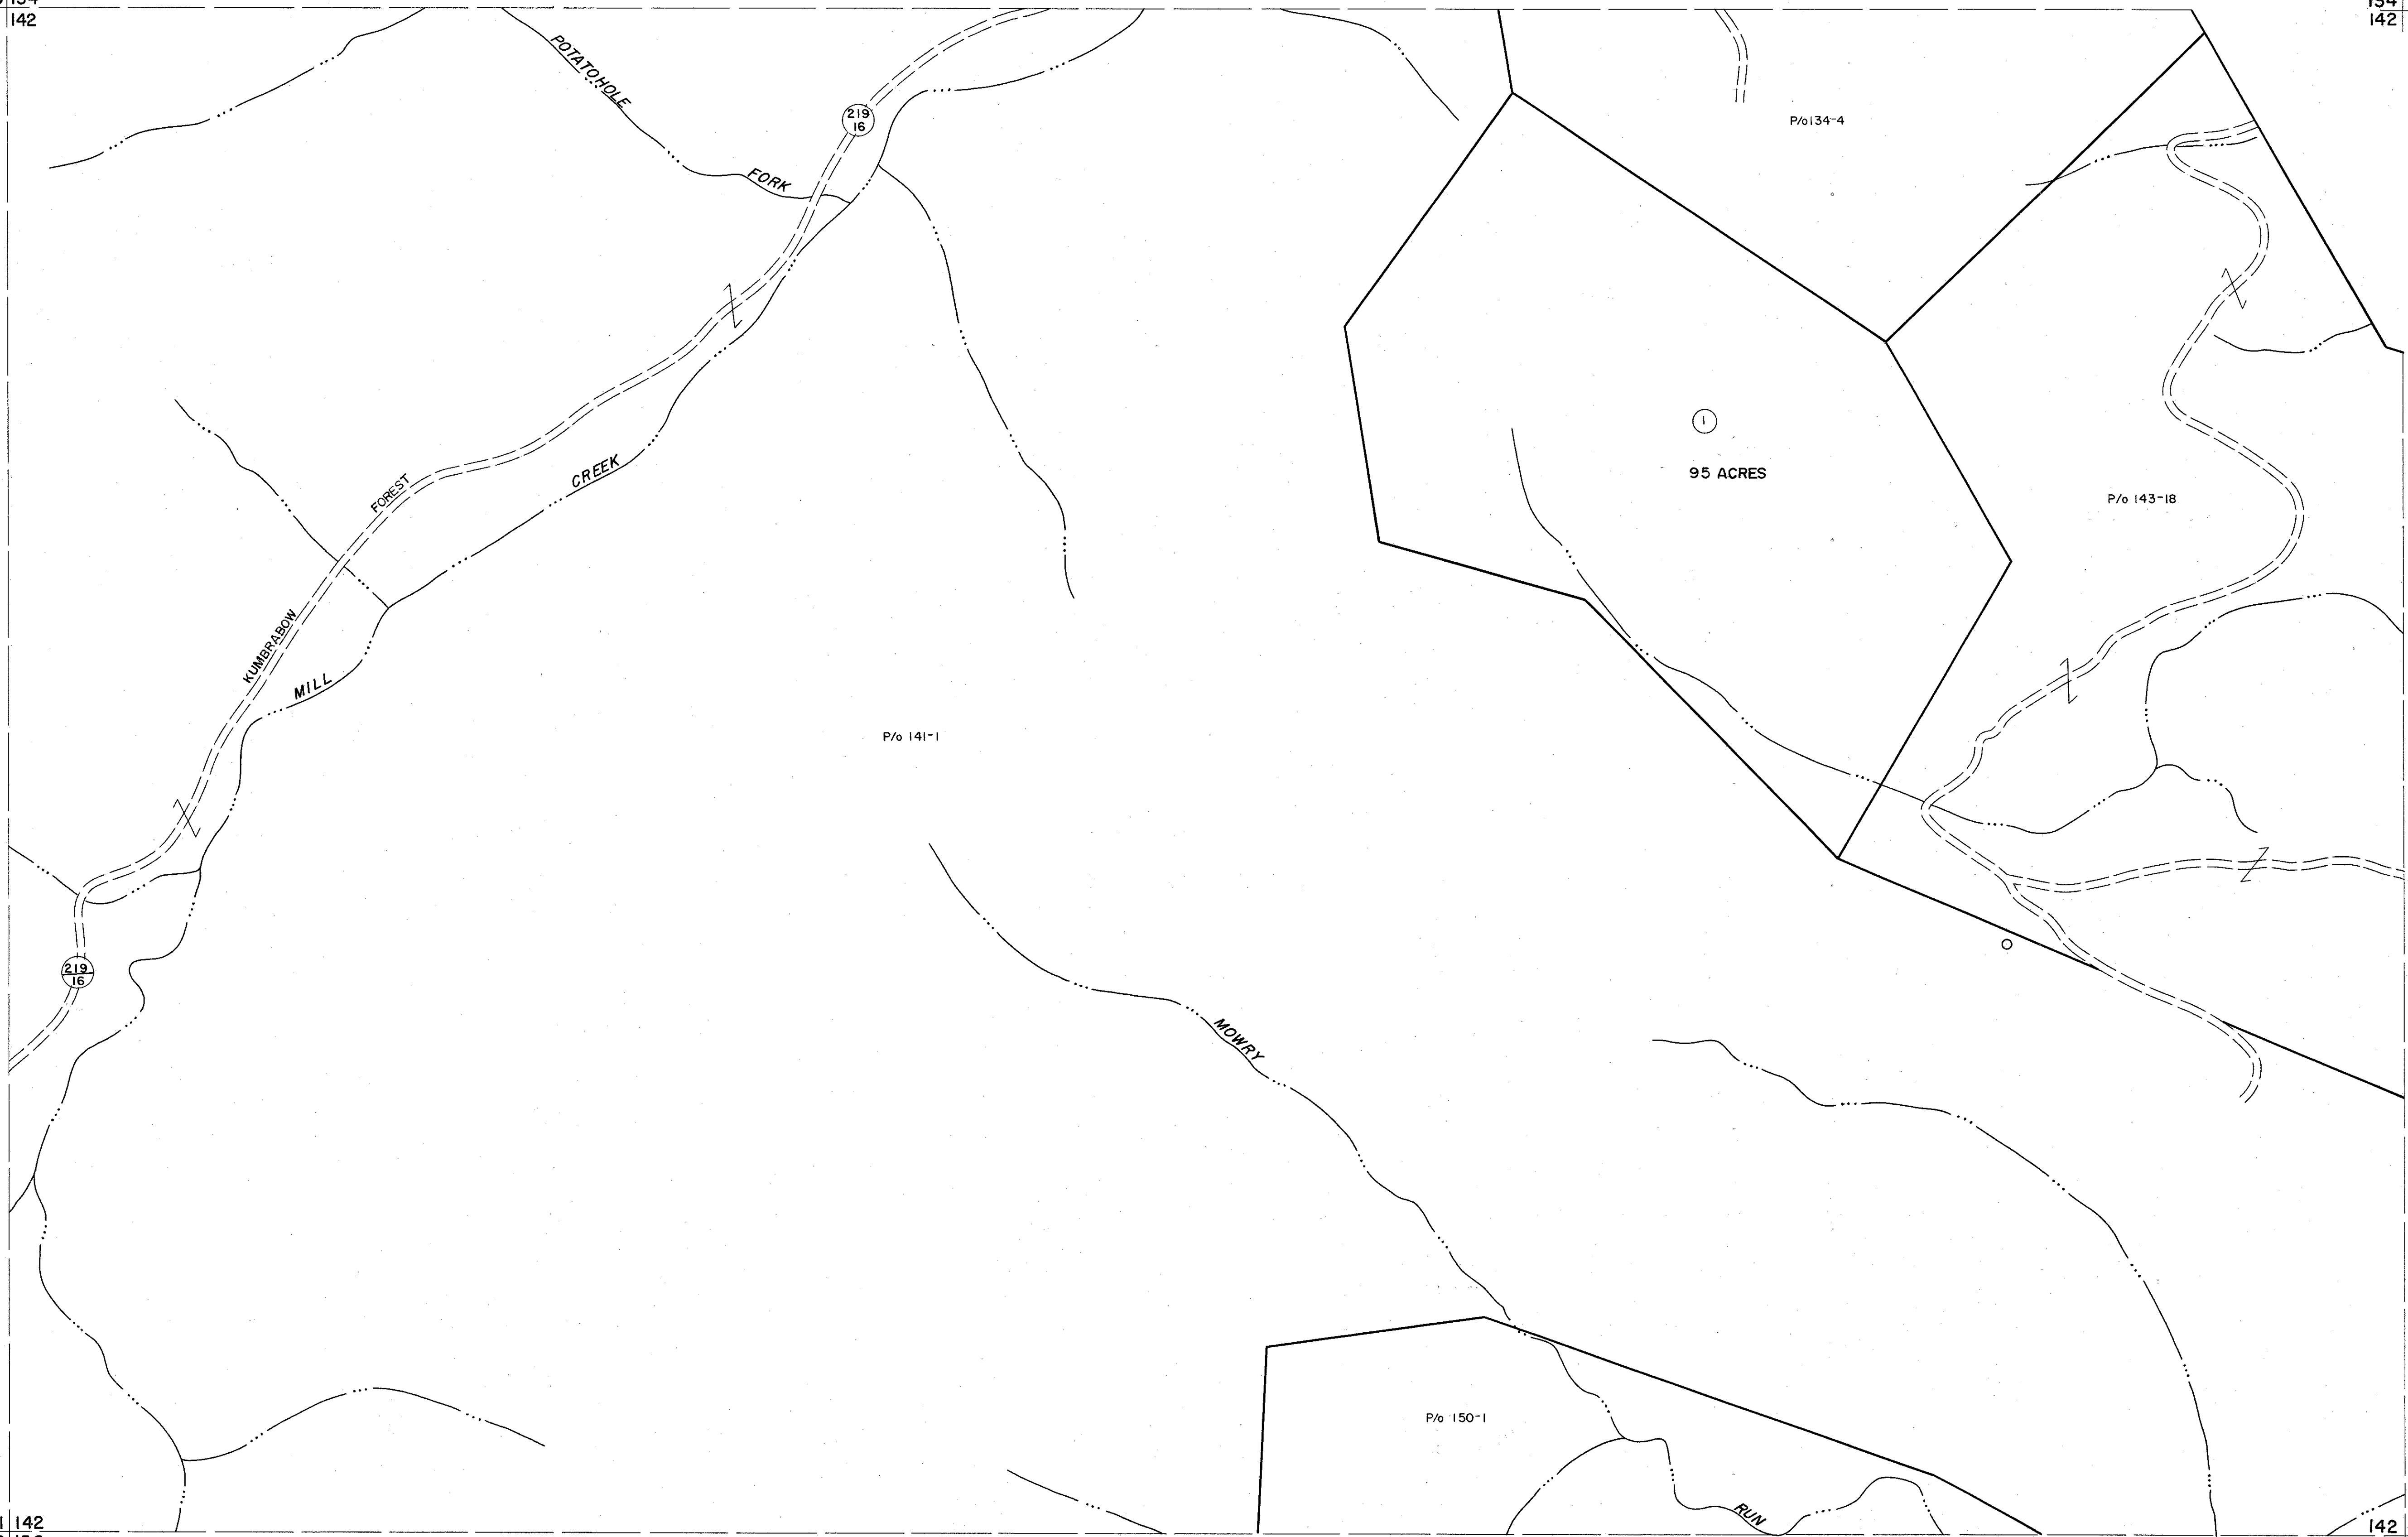 142
142
POTATOHOLE
FORK
219
16
P/o 134-4
1
95 ACRES
P/o 143-18
CREEK
FOREST
KUMBRABOW
MILL
P/o 141-1
219
16
MOWRY
P/o 150-1
RUN
142
142